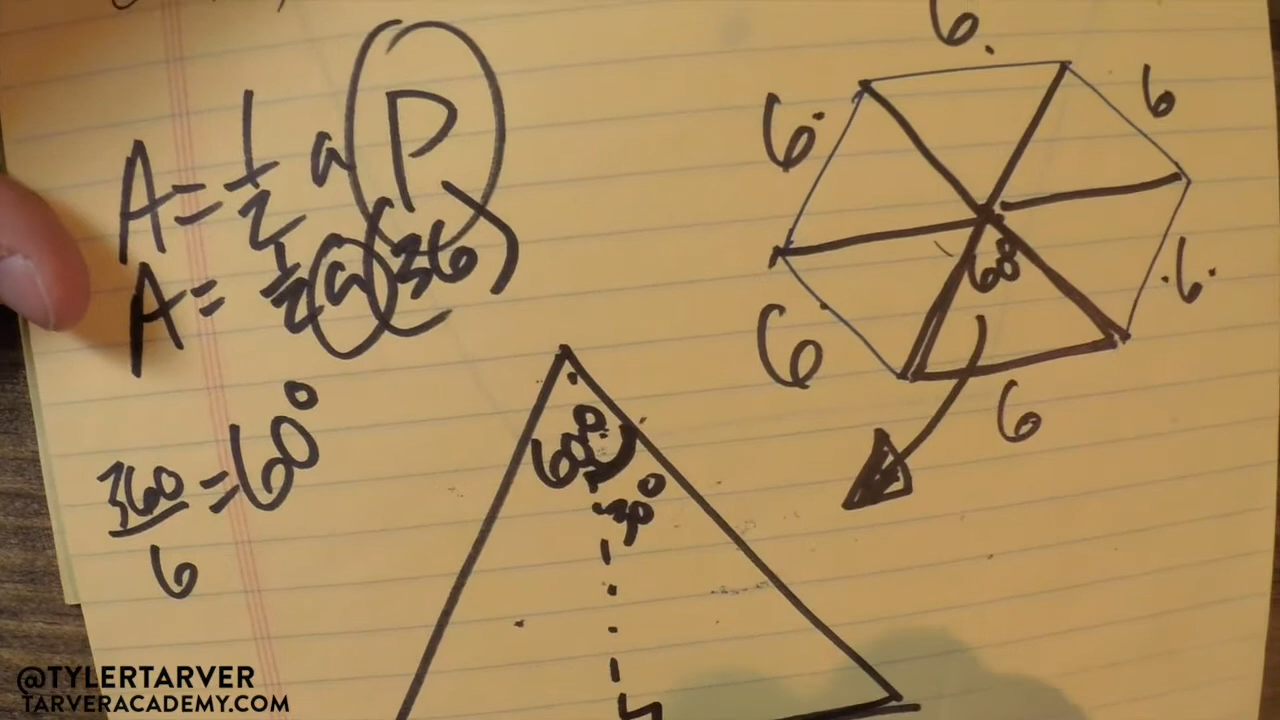 A = 1/2 a P
A = 1/2 a (36)
360/6 = 60°
6
6
6
6
6
6
60°
60°
30°
@TYLERTARVER
TARVERACADEMY.COM